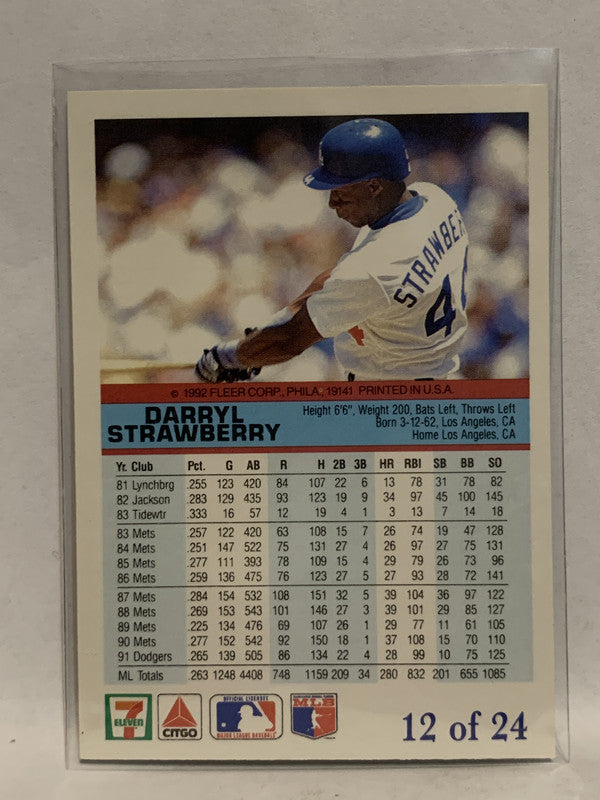 STRAWBER
4
© 1992 FLEER CORP., PHILA., 19141 PRINTED IN U.S.A.
DARRYL
STRAWBERRY
Height 6'6", Weight 200, Bats Left, Throws Left
Born 3-12-62, Los Angeles, CA
Home Los Angeles, CA
Yr. Club Pct. G AB R H 2B 3B HR RBI SB BB SO
81 Lynchbrg .255 123 420 84 107 22 6 13 78 31 78 82
82 Jackson .283 129 435 93 123 19 9 34 97 45 100 145
83 Tidewtr .333 16 57 12 19 4 1 3 13 7 14 18
83 Mets .257 122 420 63 108 15 7 26 74 19 47 128
84 Mets .251 147 522 75 131 27 4 26 97 27 75 131
85 Mets .277 111 393 78 109 15 4 29 79 26 73 96
86 Mets .259 136 475 76 123 27 5 27 93 28 72 141
87 Mets .284 154 532 108 151 32 5 39 104 36 97 122
88 Mets .269 153 543 101 146 27 3 39 101 29 85 127
89 Mets .225 134 476 69 107 26 1 29 77 11 61 105
90 Mets .277 152 542 92 150 18 1 37 108 15 70 110
91 Dodgers .265 139 505 86 134 22 4 28 99 10 75 125
ML Totals .263 1248 4408 748 1159 209 34 280 832 201 655 1085
7
ELEVEN
CITGO
OFFICIAL LICENSEE
MAJOR LEAGUE BASEBALL
MLB
12 of 24